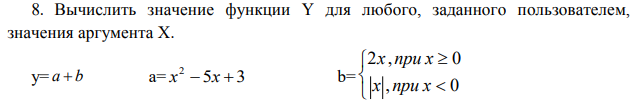 8. Вычислить значение функции Y для любого, заданного пользователем,
значения аргумента X.
y=a+b a=x²−5x+3 b={2x, при x ≥ 0
|x|, при x < 0